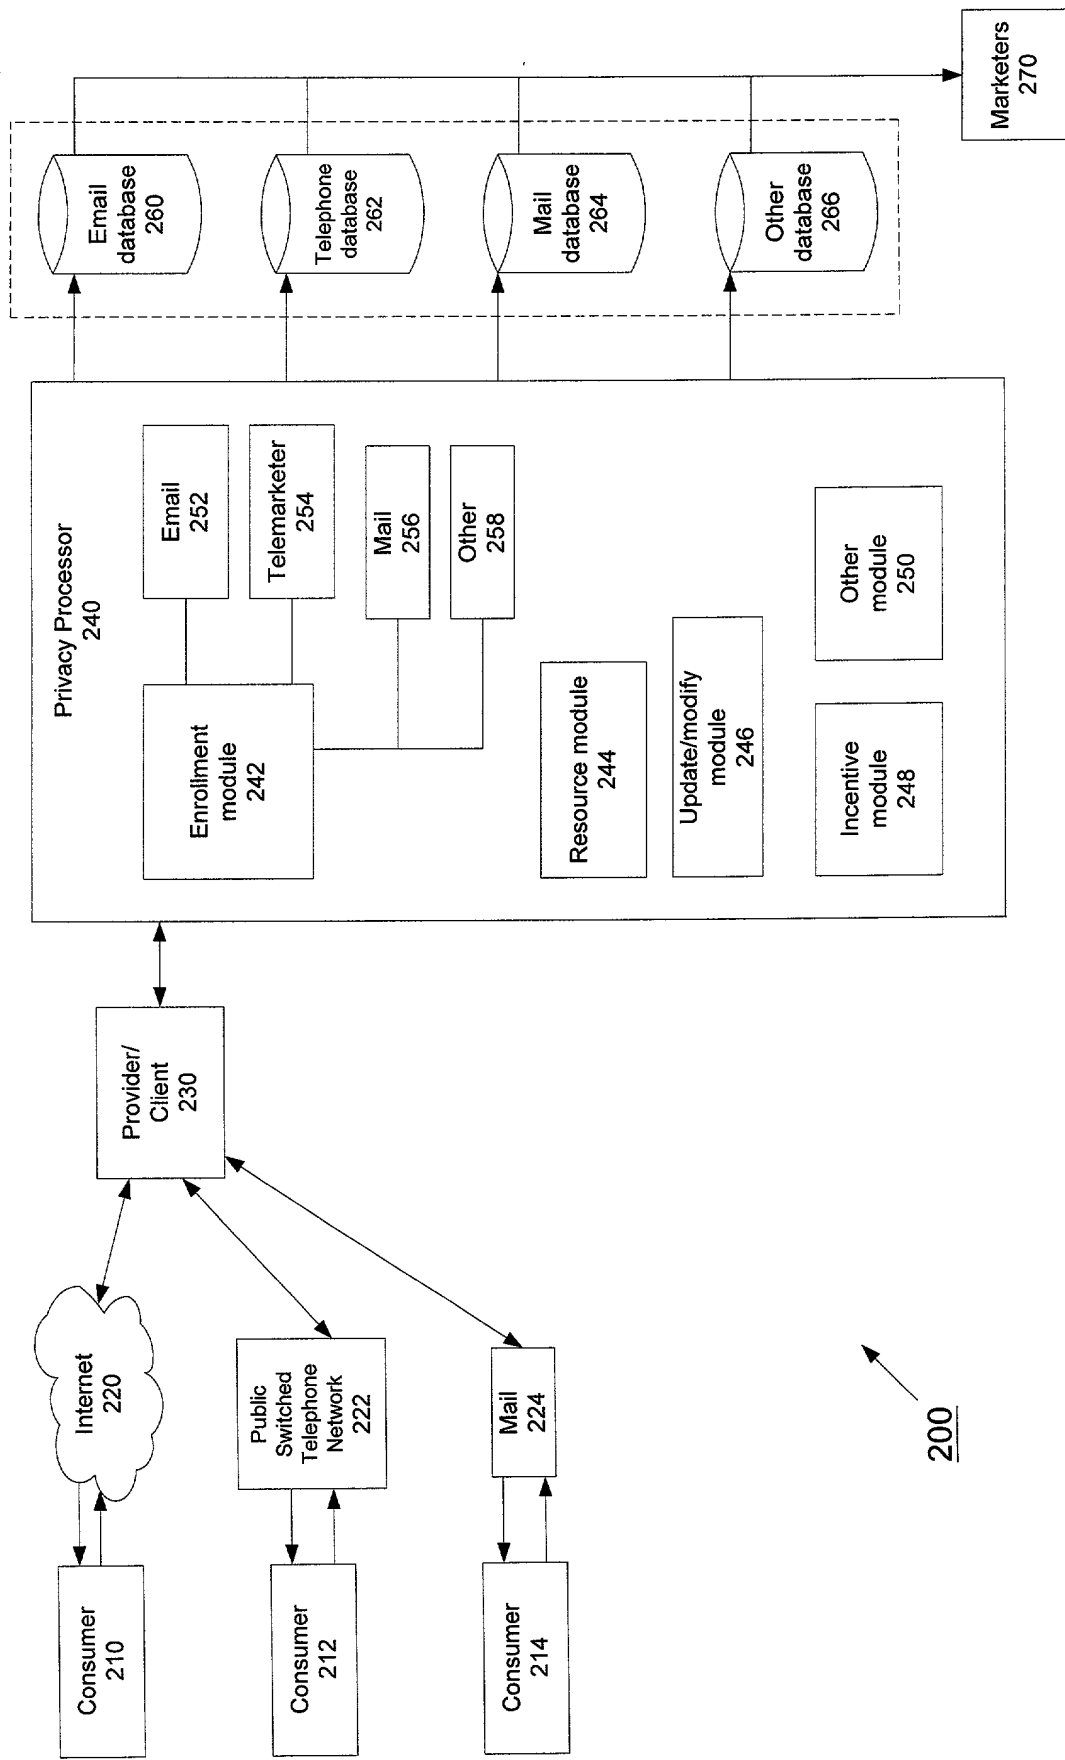 Consumer
210
Consumer
212
Consumer
214
Internet
220
Public
Switched
Telephone
Network
222
Mail
224
Provider/
Client
230
Privacy Processor
240
Enrollment
module
242
Email
252
Telemarketer
254
Mail
256
Other
258
Resource module
244
Update/modify
module
246
Incentive
module
248
Other
module
250
Email
database
260
Telephone
database
262
Mail
database
264
Other
database
266
Marketers
270
200